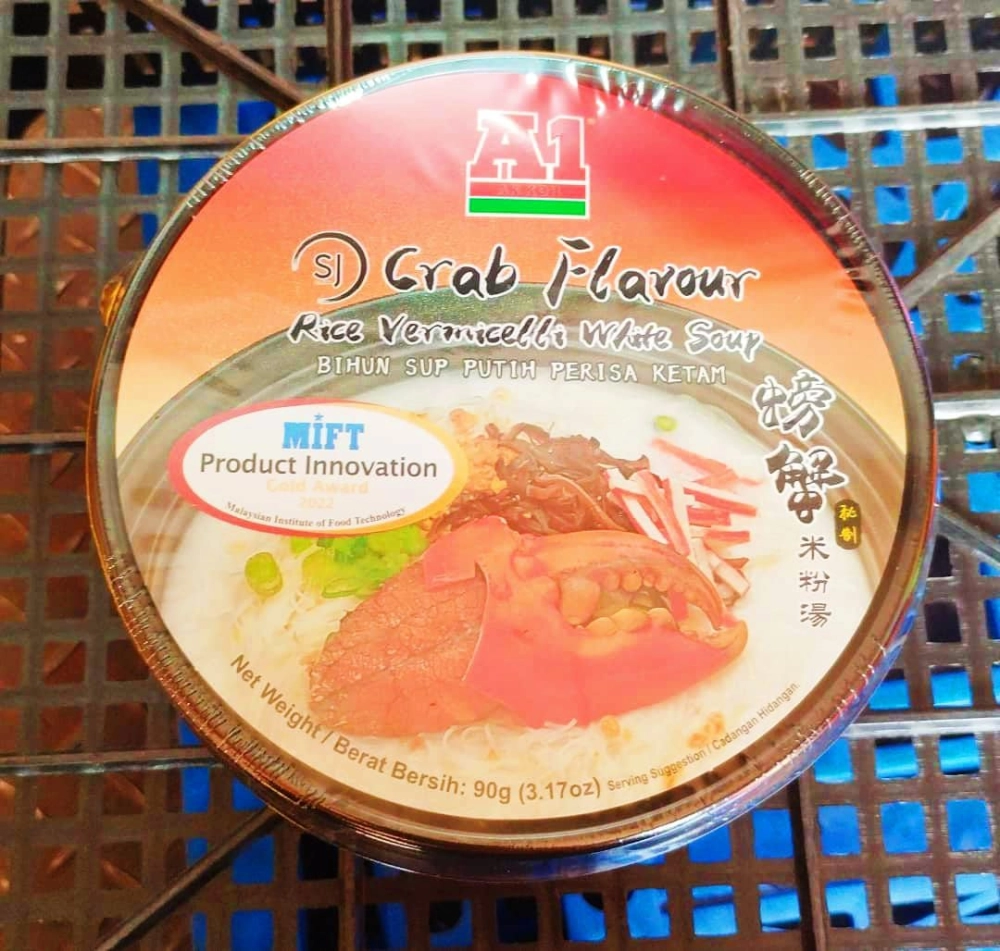 A1
SJ Crab Flavour
Rice Vermicelli White Soup
BIHUN SUP PUTIH PERISA KETAM
MIFT
Product Innovation
Gold Award
2022
Malaysian Institute of Food Technology
螃蟹
秘制
米粉湯
Net Weight / Berat Bersih: 90g (3.17oz)
Serving Suggestion / Cadangan Hidangan.